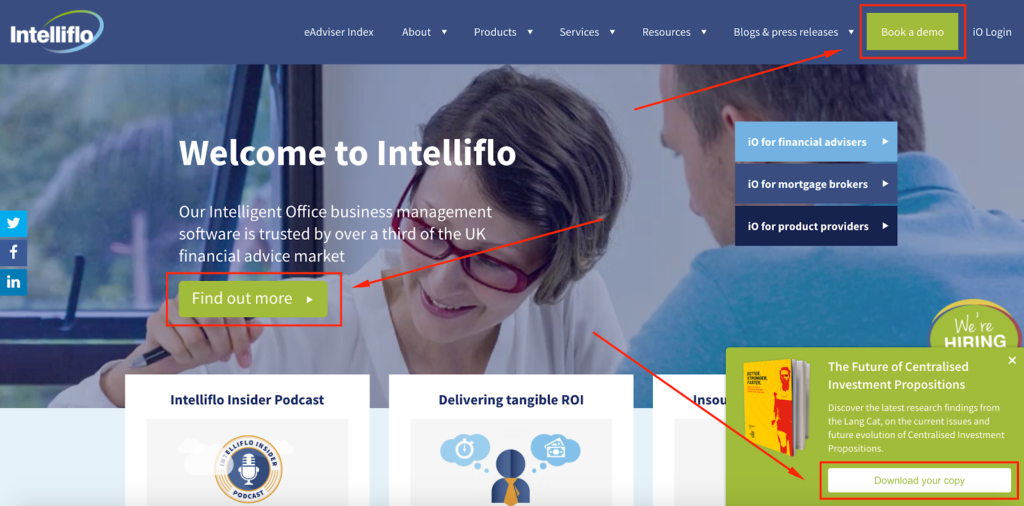 Intelliflo
eAdviser Index About Products Services Resources Blogs & press releases Book a demo iO Login
Welcome to Intelliflo
Our Intelligent Office business management
software is trusted by over a third of the UK
financial advice market
Find out more
iO for financial advisers
iO for mortgage brokers
iO for product providers
We're
HIRING
The Future of Centralised
Investment Propositions
Discover the latest research findings from
the Lang Cat, on the current issues and
future evolution of Centralised Investment
Propositions.
Download your copy
BETTER.
STRONGER.
FASTER.
Intelliflo Insider Podcast
INTELLIFLO INSIDER
PODCAST
Delivering tangible ROI
Insou